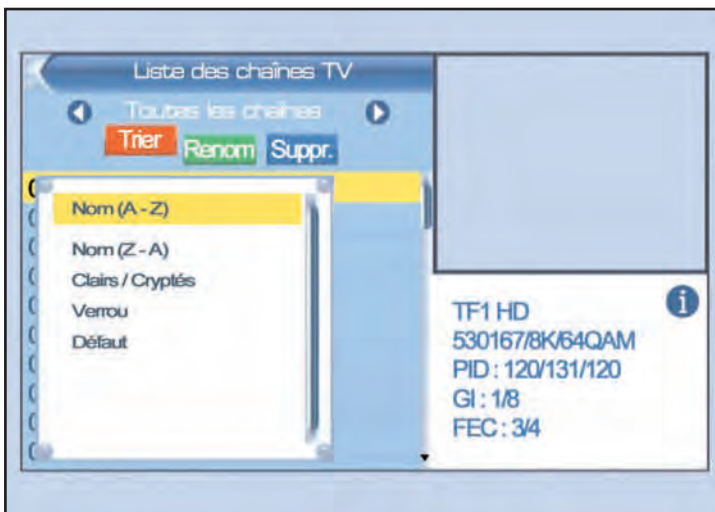 Liste des chaînes TV
Toutes les chaînes
Trier Renom Suppr.
Nom (A - Z)
Nom (Z - A)
Clairs / Cryptés
Verrou
Défaut
TF1 HD
530167/8K/64QAM
PID : 120/131/120
GI : 1/8
FEC : 3/4